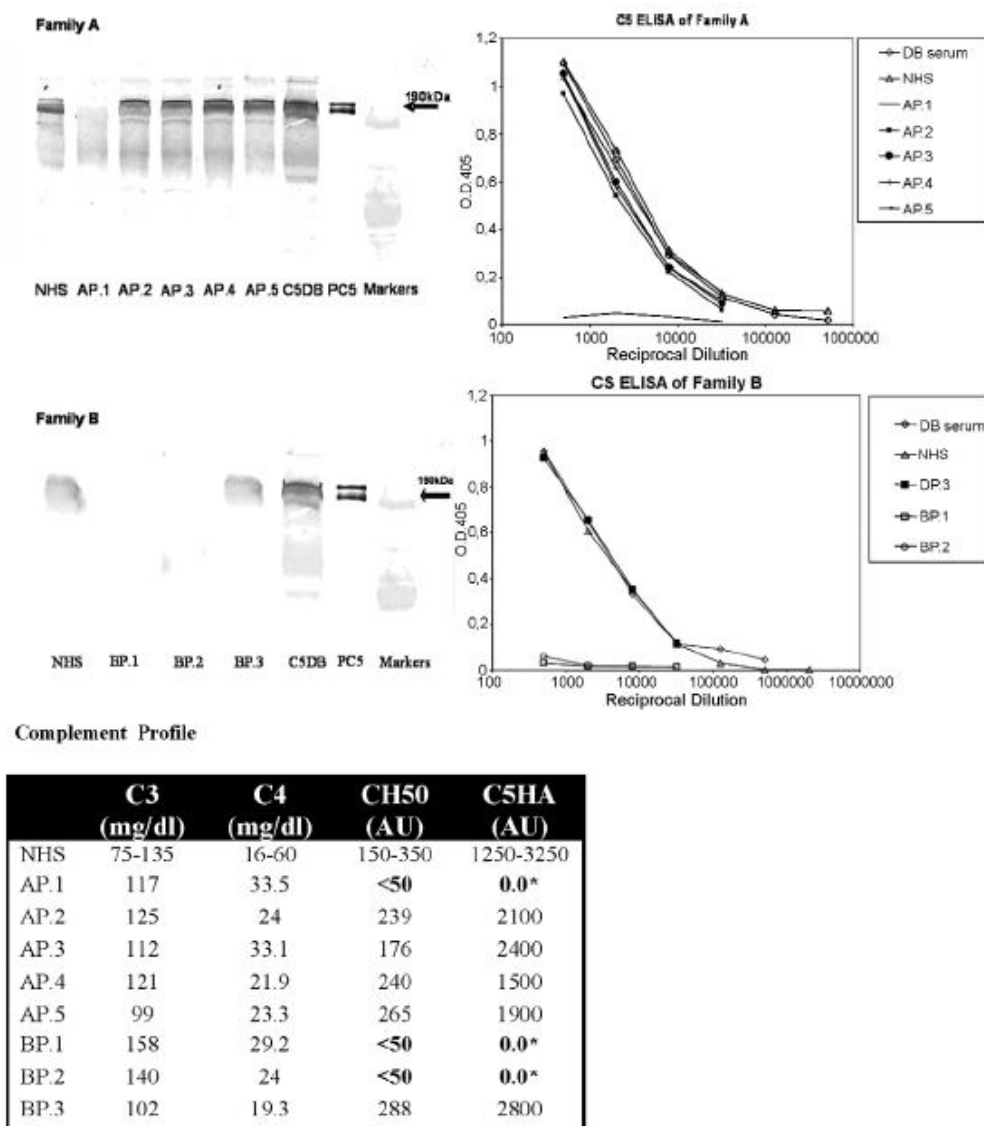 Family A
190kDa
NHS AP.1 AP.2 AP.3 AP.4 AP.5 C5DB PC5 Markers
C5 ELISA of Family A
1,2
1
0,8
0,6
0,4
0,2
0
O.D.405
100 1000 10000 100000 1000000
Reciprocal Dilution
DB serum
NHS
AP.1
AP.2
AP.3
AP.4
AP.5
Family B
190kDa
NHS BP.1 BP.2 BP.3 C5DB PC5 Markers
CS ELISA of Family B
1,2
1
0,8
0,6
0,4
0,2
0
O.D.405
100 1000 10000 100000 1000000 10000000
Reciprocal Dilution
DB serum
NHS
DP.3
BP.1
BP.2
Complement Profile
C3 C4 CH50 C5HA
(mg/dl) (mg/dl) (AU) (AU)
NHS 75-135 16-60 150-350 1250-3250
AP.1 117 33.5 <50 0.0*
AP.2 125 24 239 2100
AP.3 112 33.1 176 2400
AP.4 121 21.9 240 1500
AP.5 99 23.3 265 1900
BP.1 158 29.2 <50 0.0*
BP.2 140 24 <50 0.0*
BP.3 102 19.3 288 2800